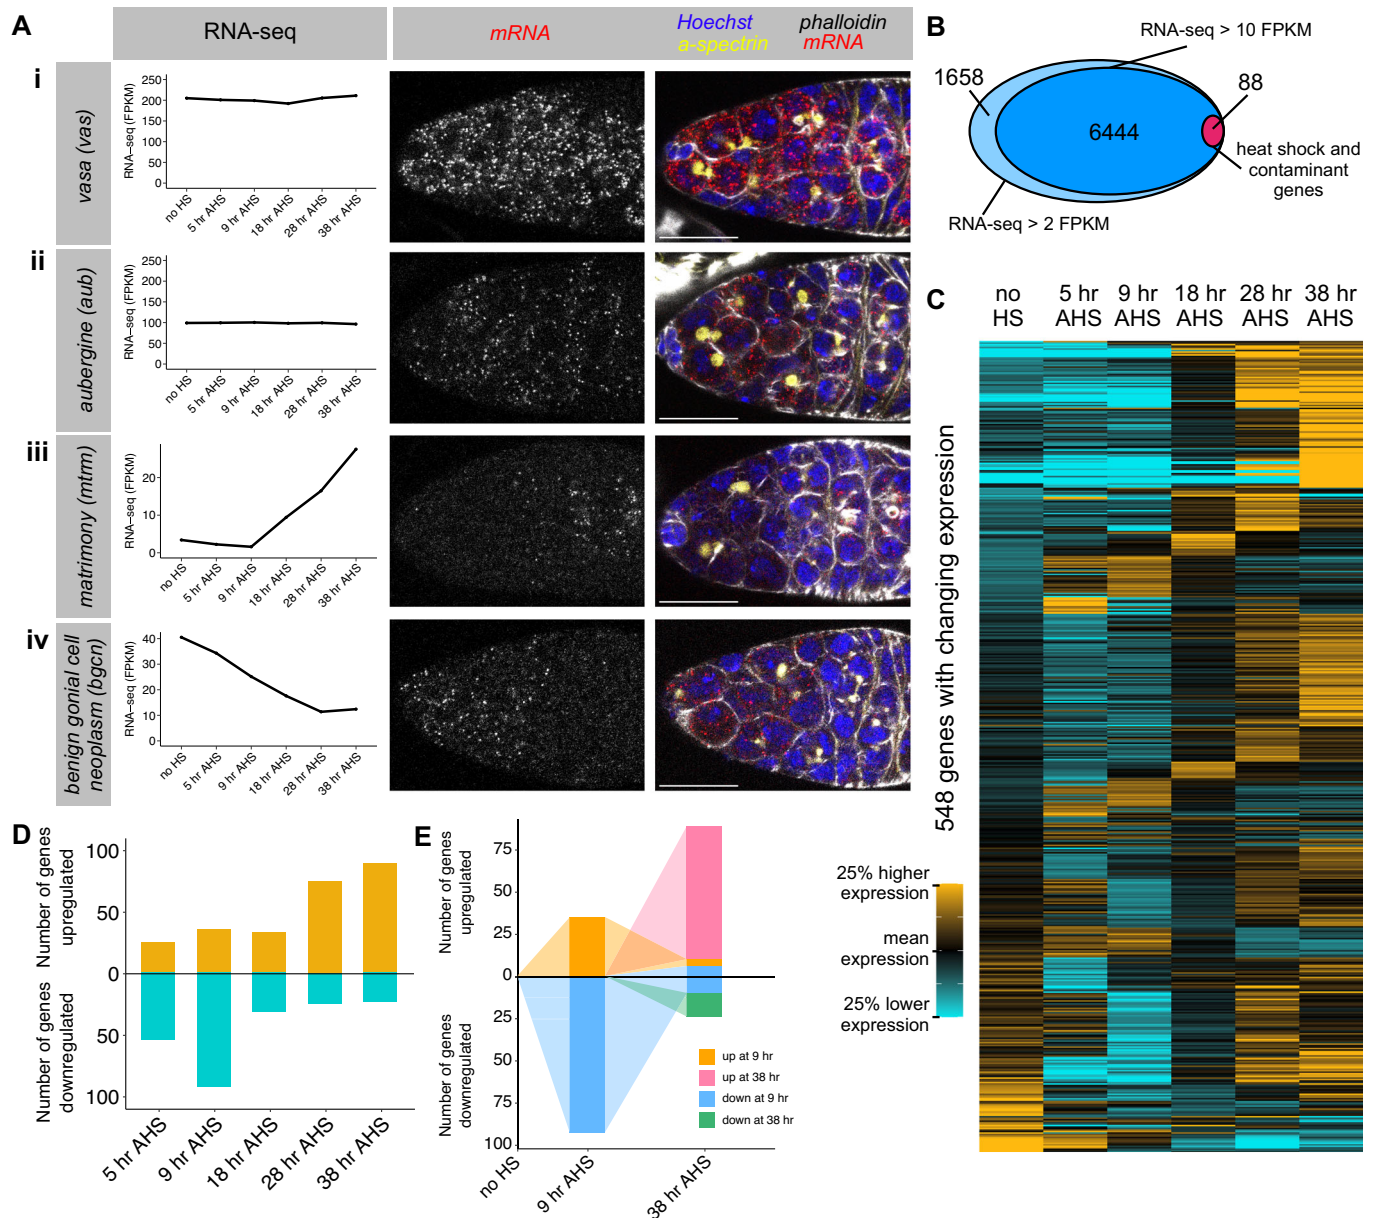 A
RNA-seq
mRNA
Hoechst
phalloidin
a-spectrin
mRNA
i
vasa (vas)
RNA–seq (FPKM)
250
200
150
100
50
0
no HS
5 hr AHS
9 hr AHS
18 hr AHS
28 hr AHS
38 hr AHS
ii
aubergine (aub)
RNA–seq (FPKM)
250
200
150
100
50
0
no HS
5 hr AHS
9 hr AHS
18 hr AHS
28 hr AHS
38 hr AHS
iii
matrimony (mtrm)
RNA–seq (FPKM)
20
10
0
no HS
5 hr AHS
9 hr AHS
18 hr AHS
28 hr AHS
38 hr AHS
iv
benign gonial cell
neoplasm (bgcn)
RNA–seq (FPKM)
40
30
20
10
0
no HS
5 hr AHS
9 hr AHS
18 hr AHS
28 hr AHS
38 hr AHS
B
RNA-seq > 10 FPKM
1658
88
6444
heat shock and
contaminant
genes
RNA-seq > 2 FPKM
C
no
HS
5 hr
AHS
9 hr
AHS
18 hr
AHS
28 hr
AHS
38 hr
AHS
548 genes with changing expression
25% higher
expression
mean
expression
25% lower
expression
D
Number of genes
upregulated
Number of genes
downregulated
100
50
0
50
100
5 hr AHS
9 hr AHS
18 hr AHS
28 hr AHS
38 hr AHS
E
Number of genes
upregulated
Number of genes
downregulated
75
50
25
0
25
50
75
100
no HS
9 hr AHS
38 hr AHS
up at 9 hr
up at 38 hr
down at 9 hr
down at 38 hr